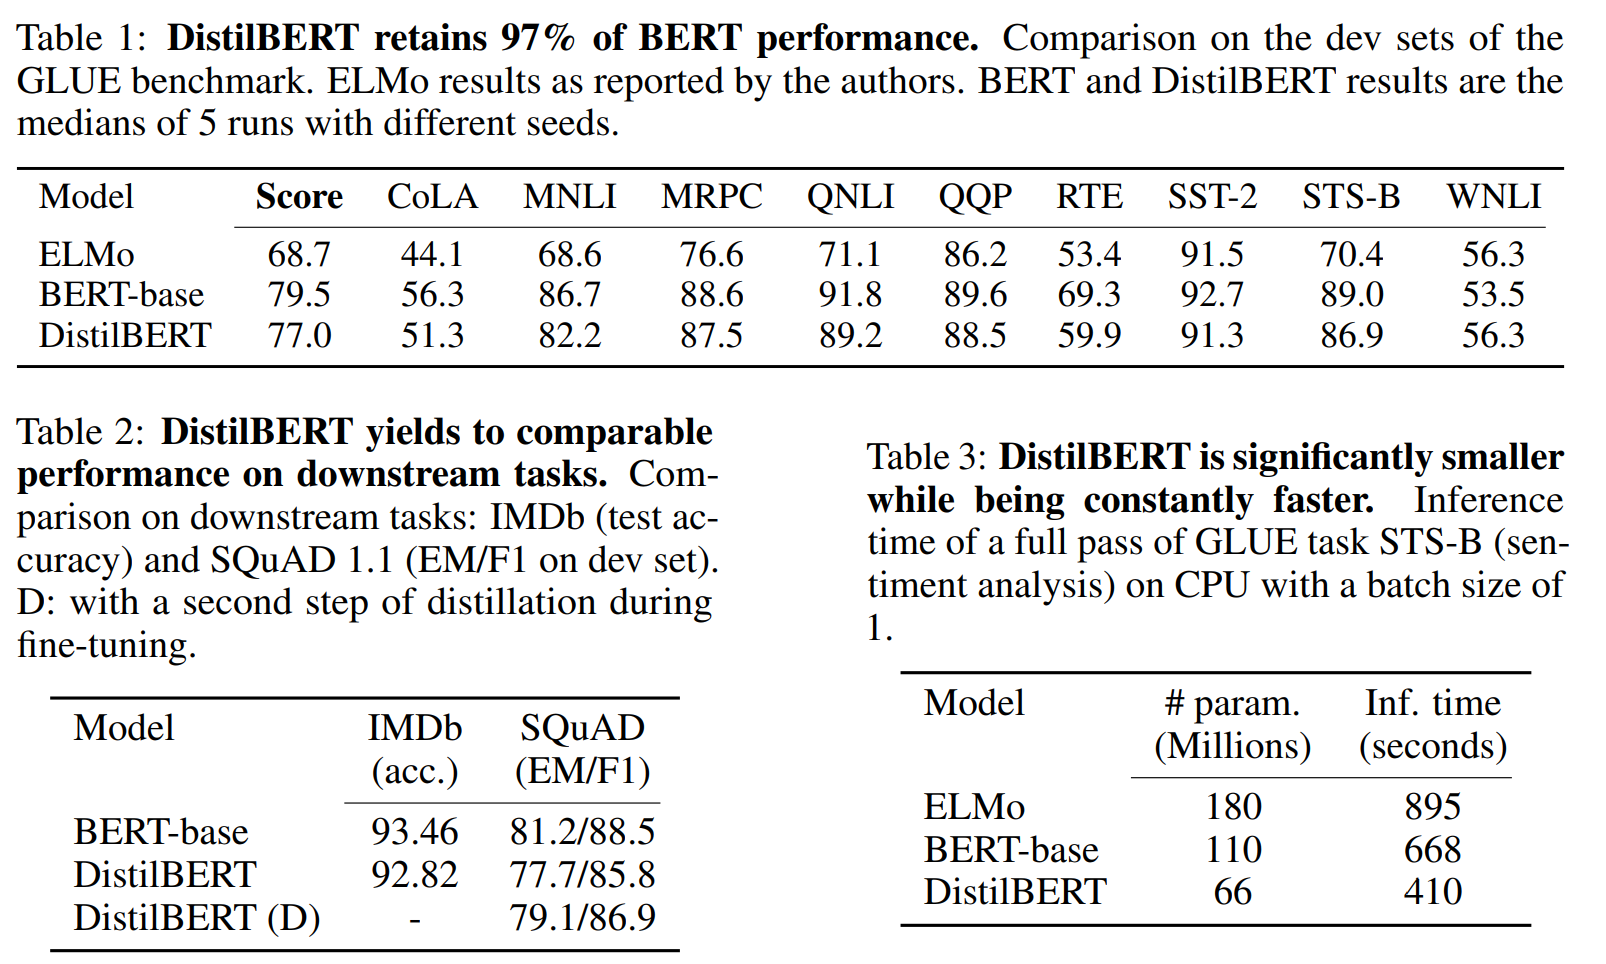 Table 1: DistilBERT retains 97% of BERT performance. Comparison on the dev sets of the
GLUE benchmark. ELMo results as reported by the authors. BERT and DistilBERT results are the
medians of 5 runs with different seeds.
Model Score CoLA MNLI MRPC QNLI QQP RTE SST-2 STS-B WNLI
ELMo 68.7 44.1 68.6 76.6 71.1 86.2 53.4 91.5 70.4 56.3
BERT-base 79.5 56.3 86.7 88.6 91.8 89.6 69.3 92.7 89.0 53.5
DistilBERT 77.0 51.3 82.2 87.5 89.2 88.5 59.9 91.3 86.9 56.3
Table 2: DistilBERT yields to comparable
performance on downstream tasks. Com-
parison on downstream tasks: IMDb (test ac-
curacy) and SQuAD 1.1 (EM/F1 on dev set).
D: with a second step of distillation during
fine-tuning.
Model IMDb SQuAD
(acc.) (EM/F1)
BERT-base 93.46 81.2/88.5
DistilBERT 92.82 77.7/85.8
DistilBERT (D) - 79.1/86.9
Table 3: DistilBERT is significantly smaller
while being constantly faster. Inference
time of a full pass of GLUE task STS-B (sen-
timent analysis) on CPU with a batch size of
1.
Model # param. Inf. time
(Millions) (seconds)
ELMo 180 895
BERT-base 110 668
DistilBERT 66 410